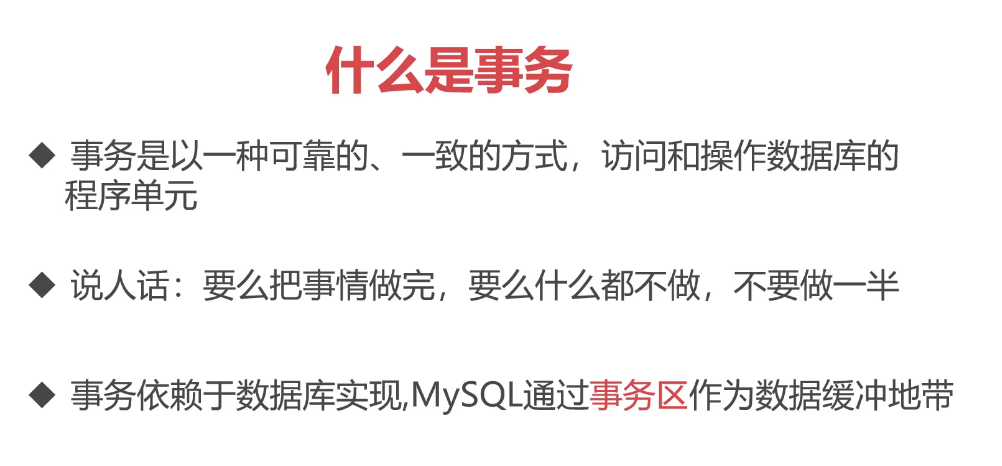 什么是事务
◆ 事务是以一种可靠的、一致的方式，访问和操作数据库的
程序单元
◆ 说人话：要么把事情做完，要么什么都不做，不要做一半
◆ 事务依赖于数据库实现,MySQL通过事务区作为数据缓冲地带